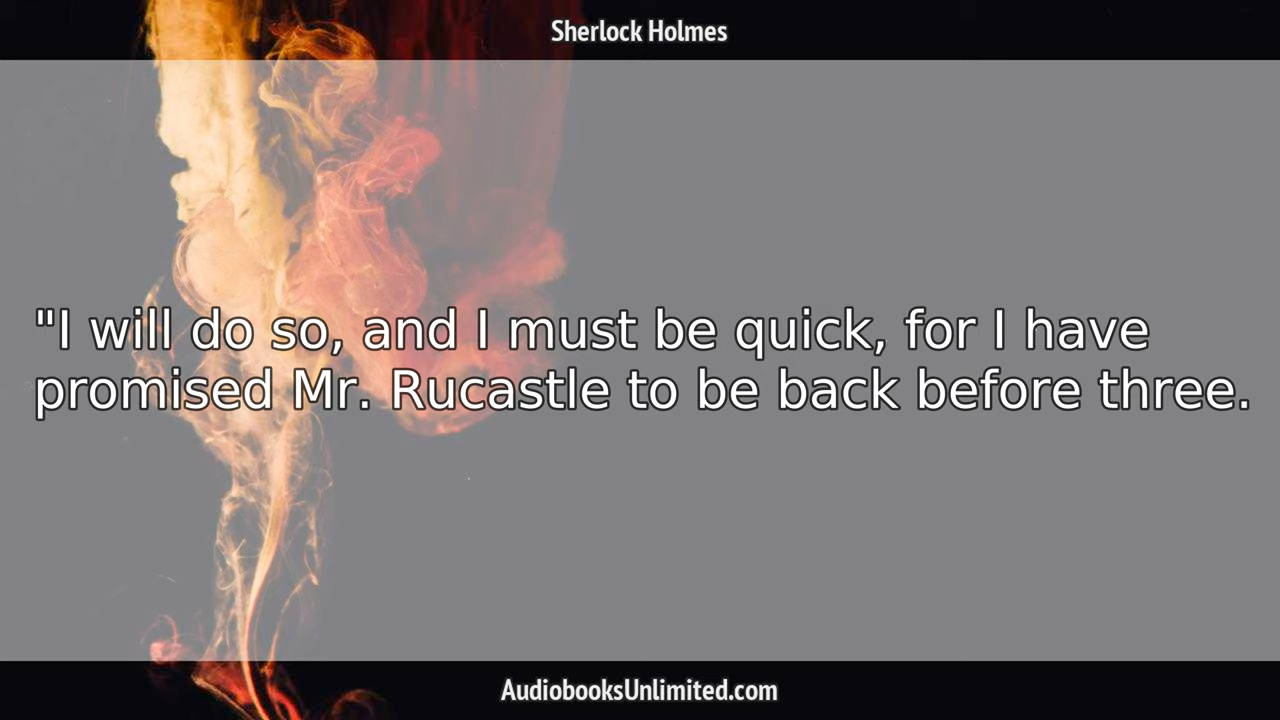 Sherlock Holmes
"I will do so, and I must be quick, for I have
promised Mr. Rucastle to be back before three.
AudiobooksUnlimited.com